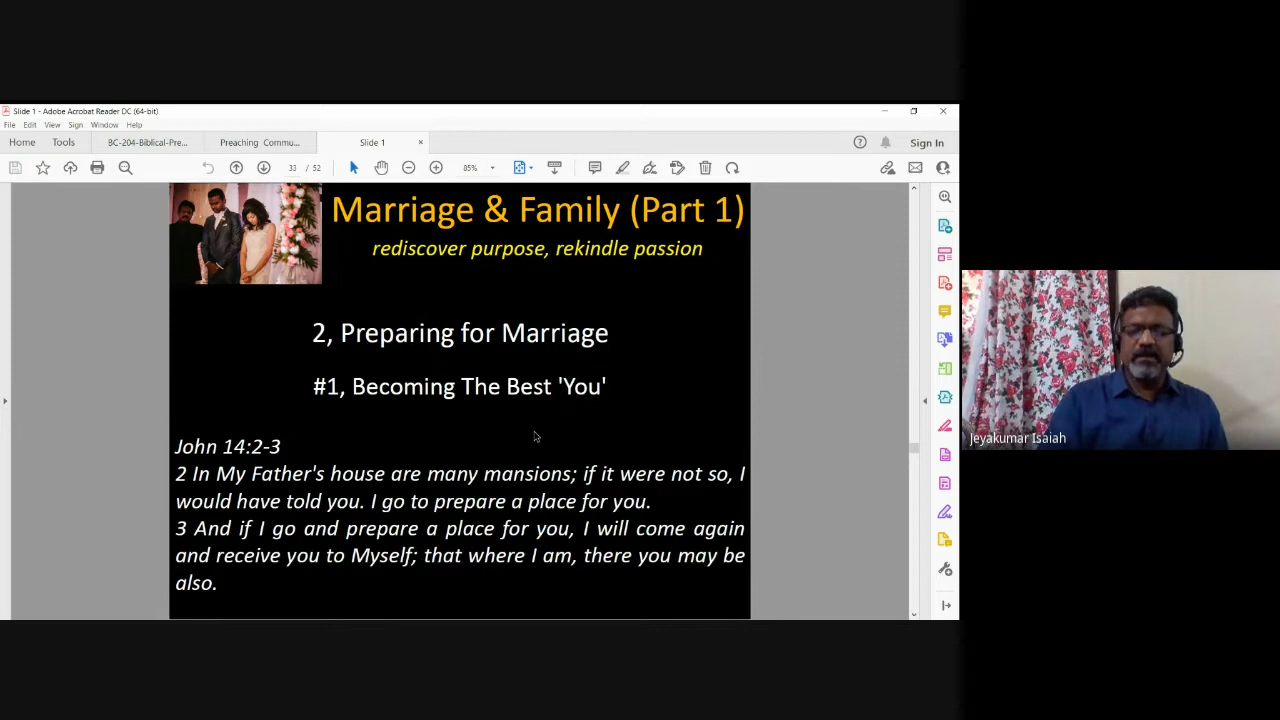 Slide 1 - Adobe Acrobat Reader DC (64-bit)
File Edit View Sign Window Help
Home Tools BC-204-Biblical-Pre... Preaching Commu... Slide 1 × Sign In
33 / 52 85%
Marriage & Family (Part 1)
rediscover purpose, rekindle passion
2, Preparing for Marriage
#1, Becoming The Best 'You'
John 14:2-3
2 In My Father's house are many mansions; if it were not so, I
would have told you. I go to prepare a place for you.
3 And if I go and prepare a place for you, I will come again
and receive you to Myself; that where I am, there you may be
also.
Jeyakumar Isaiah